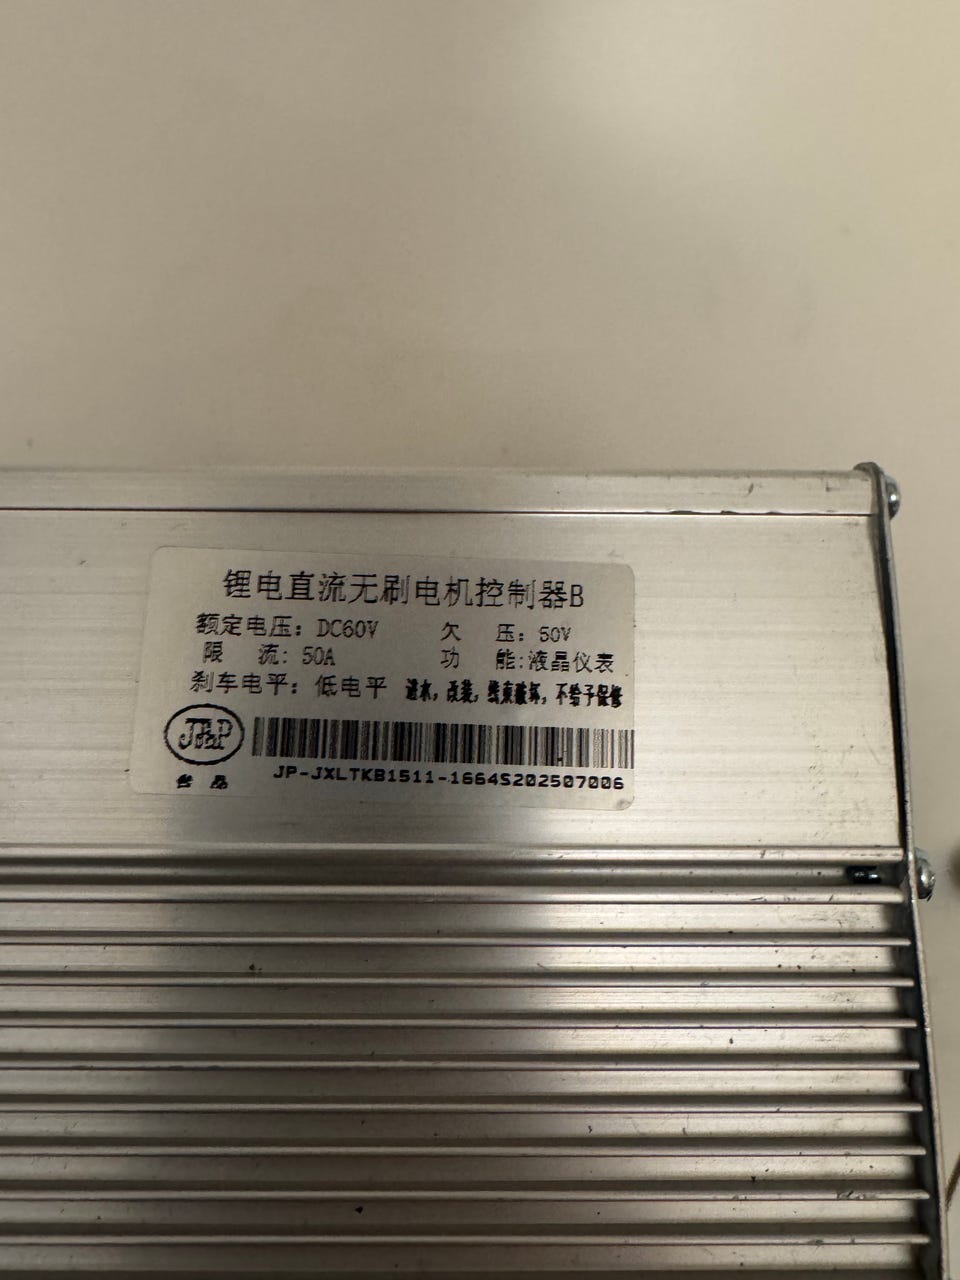 锂电直流无刷电机控制器B
额定电压: DC60V 欠 压: 50V
限 流: 50A 功 能:液晶仪表
刹车电平: 低电平 进水,改装,线束破坏,不给予保修
JP-JXLTKB1511-1664S202507006